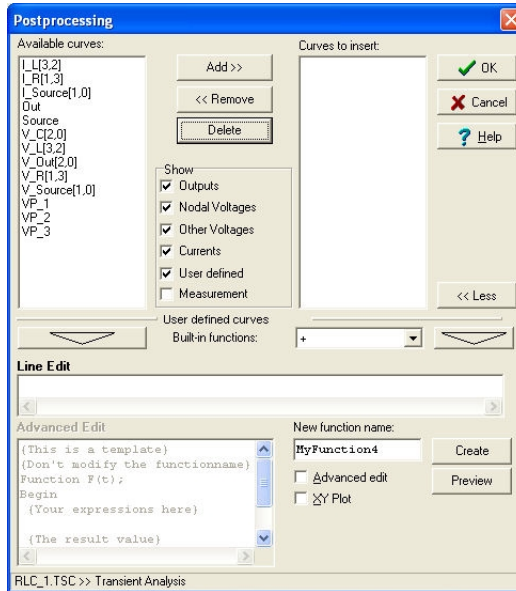 Postprocessing
Available curves:
Curves to insert:
I_L[3,2]
I_R[1,3]
I_Source[1,0]
Out
Source
V_C[2,0]
V_L[3,2]
V_Out[2,0]
V_R[1,3]
V_Source[1,0]
VP_1
VP_2
VP_3
Add >>
<< Remove
Delete
Show
Outputs
Nodal Voltages
Other Voltages
Currents
User defined
Measurement
OK
Cancel
Help
<< Less
User defined curves
Built-in functions:
+
Line Edit
Advanced Edit
{This is a template}
{Don't modify the functionname}
Function F(t);
Begin
{Your expressions here}
{The result value}
New function name:
MyFunction4
Create
Advanced edit
Preview
XY Plot
RLC_1.TSC >> Transient Analysis